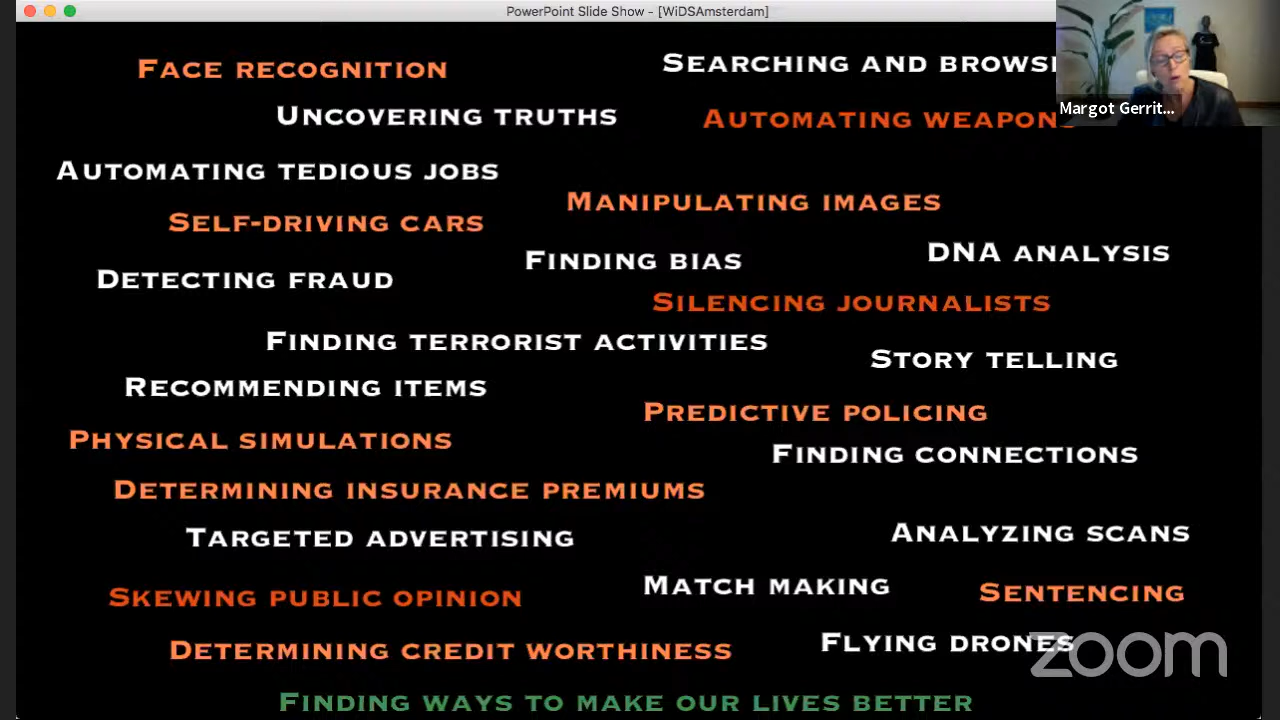 PowerPoint Slide Show - [WiDSAmsterdam]
Face recognition
Searching and
Margot Gerrit...
Uncovering truths
Automating
Automating tedious jobs
Manipulating images
Self-driving cars
DNA analysis
Finding bias
Detecting fraud
Silencing journalists
Finding terrorist activities
Story telling
Recommending items
Predictive policing
Physical simulations
Finding connections
Determining insurance premiums
Targeted advertising
Analyzing scans
Match making
Sentencing
Skewing public opinion
Flying drones
Determining credit worthiness
zoom
Finding ways to make our lives better